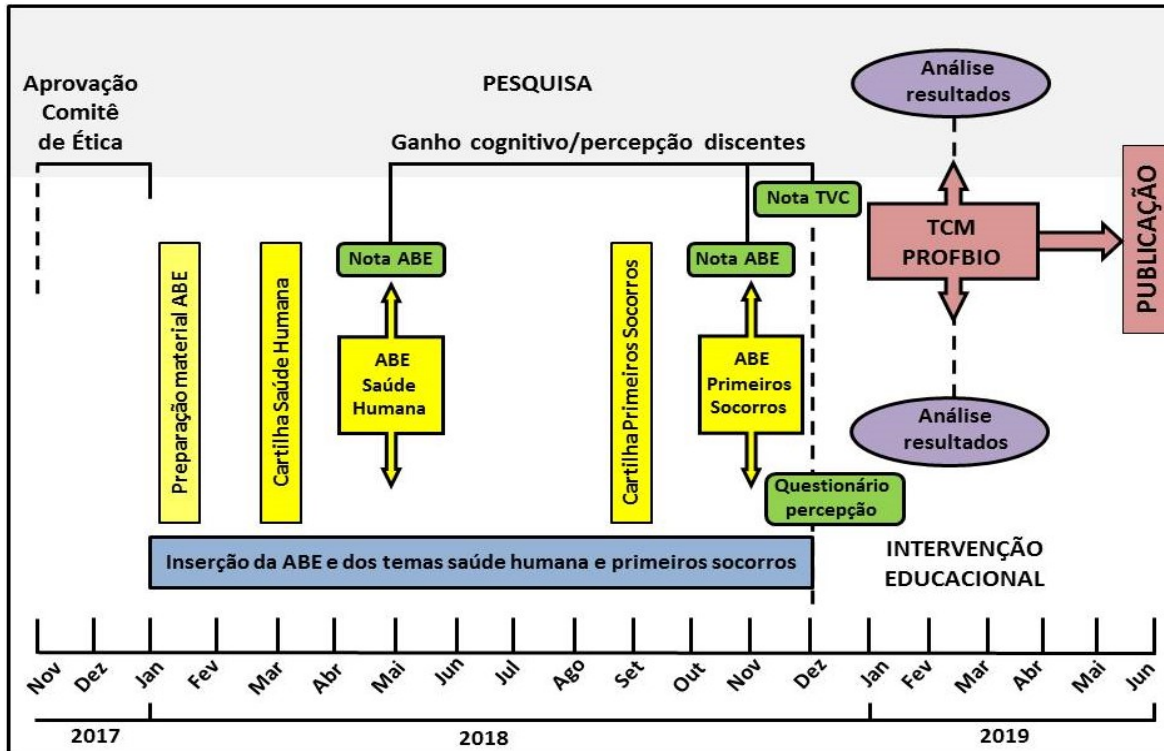 Aprovação
Comitê
de Ética
PESQUISA
Ganho cognitivo/percepção discentes
Análise
resultados
Nota TVC
TCM
PROFBIO
PUBLICAÇÃO
Preparação material ABE
Cartilha Saúde Humana
Nota ABE
ABE
Saúde
Humana
Cartilha Primeiros Socorros
Nota ABE
ABE
Primeiros
Socorros
Análise
resultados
Questionário
percepção
Inserção da ABE e dos temas saúde humana e primeiros socorros
INTERVENÇÃO
EDUCACIONAL
Nov Dez Jan Fev Mar Abr Mai Jun Jul Ago Set Out Nov Dez Jan Fev Mar Abr Mai Jun
2017 2018 2019